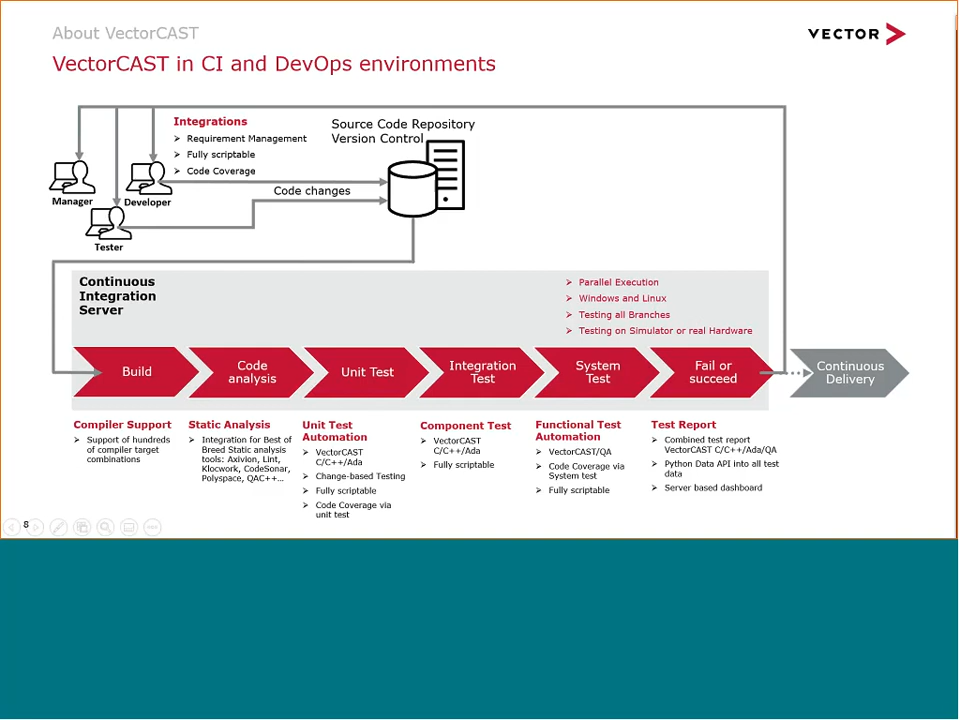 About VectorCAST
VECTOR
VectorCAST in CI and DevOps environments
Integrations
Requirement Management
Fully scriptable
Code Coverage
Source Code Repository
Version Control
Manager
Developer
Tester
Code changes
Continuous
Integration
Server
Parallel Execution
Windows and Linux
Testing all Branches
Testing on Simulator or real Hardware
Build
Code
analysis
Unit Test
Integration
Test
System
Test
Fail or
succeed
Continuous
Delivery
Compiler Support
Support of hundreds
of compiler target
combinations
Static Analysis
Integration for Best of
Breed Static analysis
tools: Axivion, Lint,
Klocwork, CodeSonar,
Polyspace, QAC++…
Unit Test
Automation
VectorCAST
C/C++/Ada
Change-based Testing
Fully scriptable
Code Coverage via
unit test
Component Test
VectorCAST
C/C++/Ada
Fully scriptable
Functional Test
Automation
VectorCAST/QA
Code Coverage via
System test
Fully scriptable
Test Report
Combined test report
VectorCAST C/C++/Ada/QA
Python Data API into all test
data
Server based dashboard
8